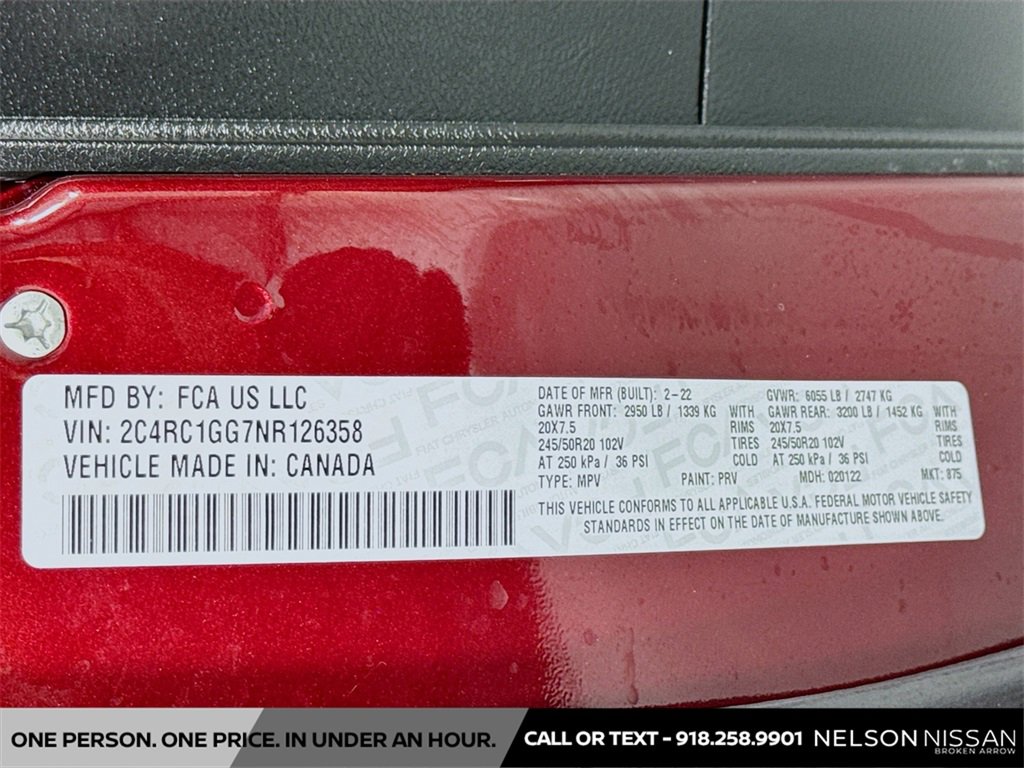 MFD BY: FCA US LLC
VIN: 2C4RC1GG7NR126358
VEHICLE MADE IN: CANADA
DATE OF MFR (BUILT): 2-22 GVWR: 6055 LB / 2747 KG
GAWR FRONT: 2950 LB / 1339 KG WITH GAWR REAR: 3200 LB / 1452 KG WITH
20X7.5 RIMS 20X7.5 RIMS
245/50R20 102V TIRES 245/50R20 102V TIRES
AT 250 kPa / 36 PSI COLD AT 250 kPa / 36 PSI COLD
TYPE: MPV PAINT: PRV MDH: 020122 MKT: 875
THIS VEHICLE CONFORMS TO ALL APPLICABLE U.S.A. FEDERAL MOTOR VEHICLE SAFETY
STANDARDS IN EFFECT ON THE DATE OF MANUFACTURE SHOWN ABOVE.
ONE PERSON. ONE PRICE. IN UNDER AN HOUR.
CALL OR TEXT - 918.258.9901
NELSON NISSAN
BROKEN ARROW